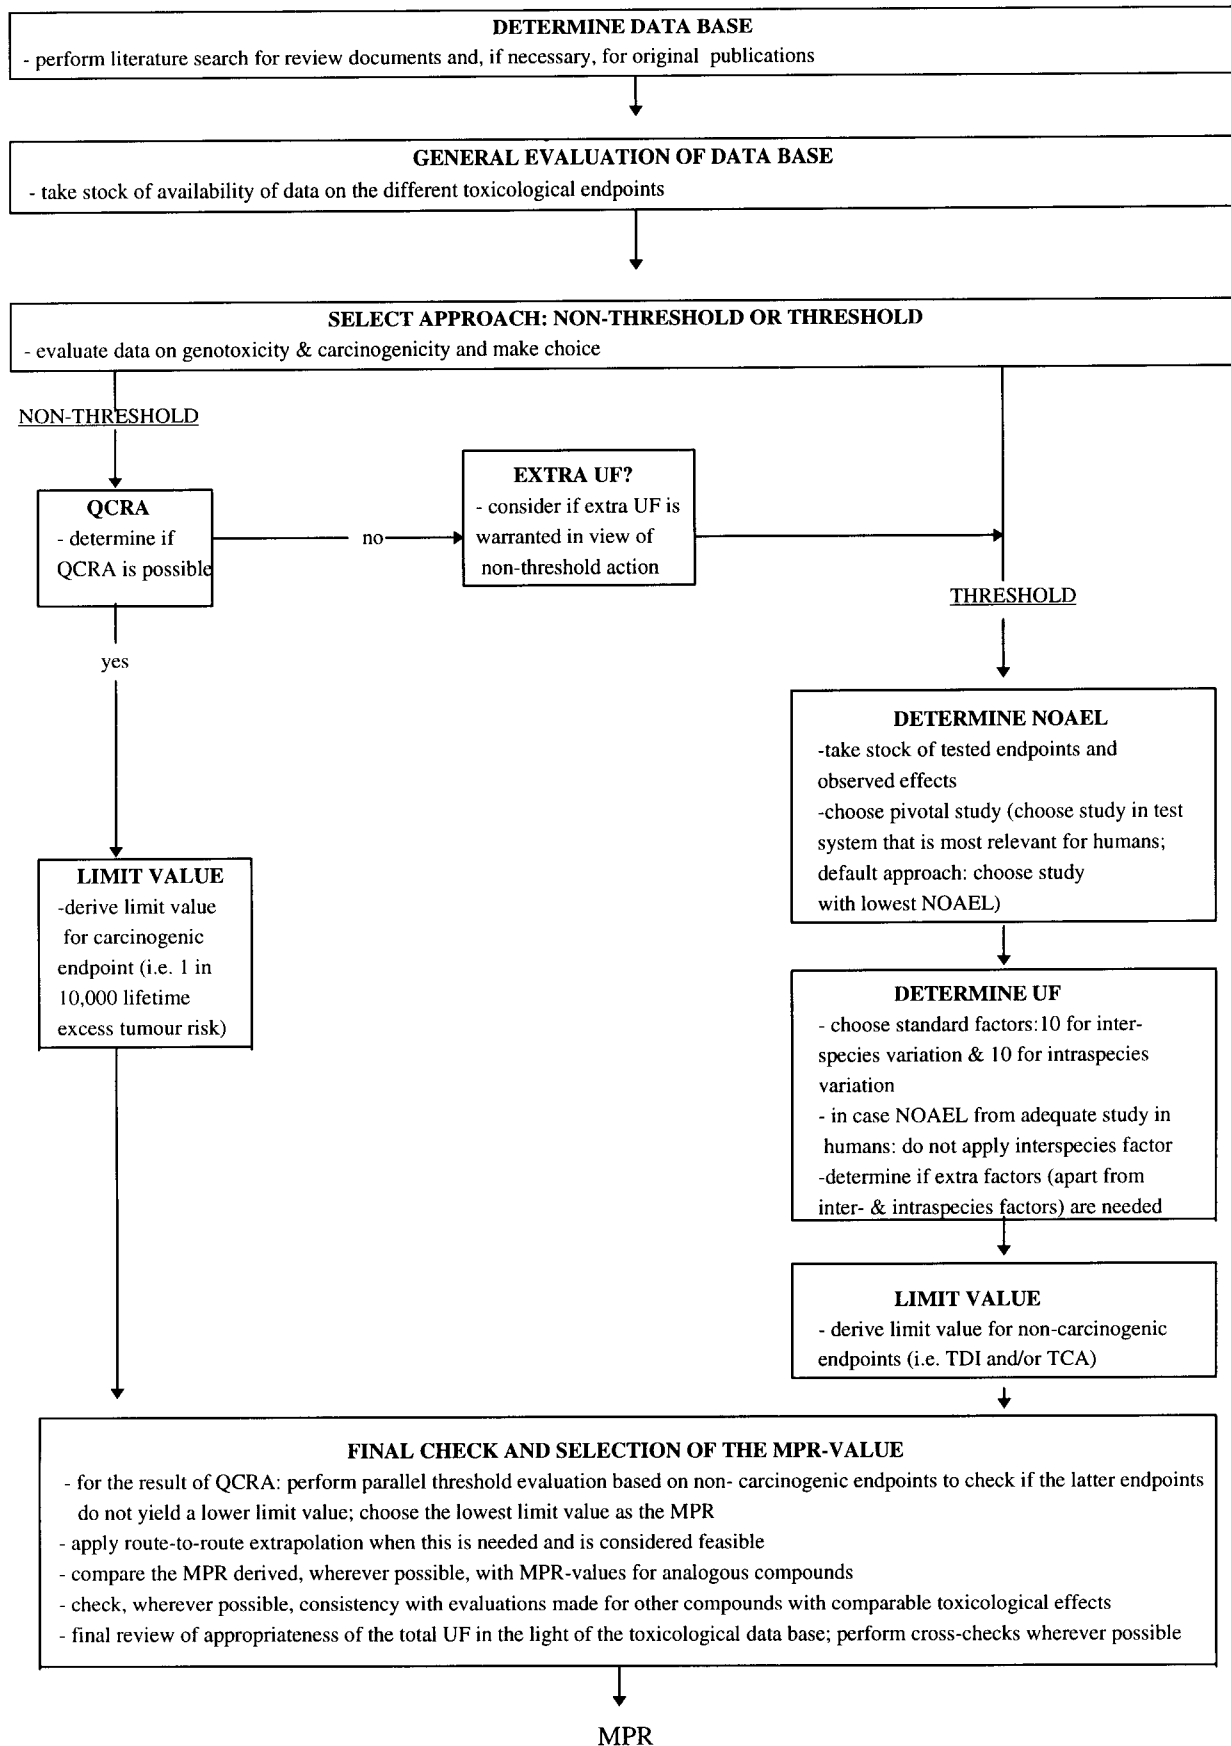 DETERMINE DATA BASE
- perform literature search for review documents and, if necessary, for original publications
GENERAL EVALUATION OF DATA BASE
- take stock of availability of data on the different toxicological endpoints
SELECT APPROACH: NON-THRESHOLD OR THRESHOLD
- evaluate data on genotoxicity & carcinogenicity and make choice
NON-THRESHOLD
QCRA
- determine if
QCRA is possible
no
EXTRA UF?
- consider if extra UF is
warranted in view of
non-threshold action
THRESHOLD
yes
DETERMINE NOAEL
-take stock of tested endpoints and
observed effects
-choose pivotal study (choose study in test
system that is most relevant for humans;
default approach: choose study
with lowest NOAEL)
LIMIT VALUE
-derive limit value
for carcinogenic
endpoint (i.e. 1 in
10,000 lifetime
excess tumour risk)
DETERMINE UF
- choose standard factors:10 for inter-
species variation & 10 for intraspecies
variation
- in case NOAEL from adequate study in
humans: do not apply interspecies factor
-determine if extra factors (apart from
inter- & intraspecies factors) are needed
LIMIT VALUE
- derive limit value for non-carcinogenic
endpoints (i.e. TDI and/or TCA)
FINAL CHECK AND SELECTION OF THE MPR-VALUE
- for the result of QCRA: perform parallel threshold evaluation based on non- carcinogenic endpoints to check if the latter endpoints
do not yield a lower limit value; choose the lowest limit value as the MPR
- apply route-to-route extrapolation when this is needed and is considered feasible
- compare the MPR derived, wherever possible, with MPR-values for analogous compounds
- check, wherever possible, consistency with evaluations made for other compounds with comparable toxicological effects
- final review of appropriateness of the total UF in the light of the toxicological data base; perform cross-checks wherever possible
MPR